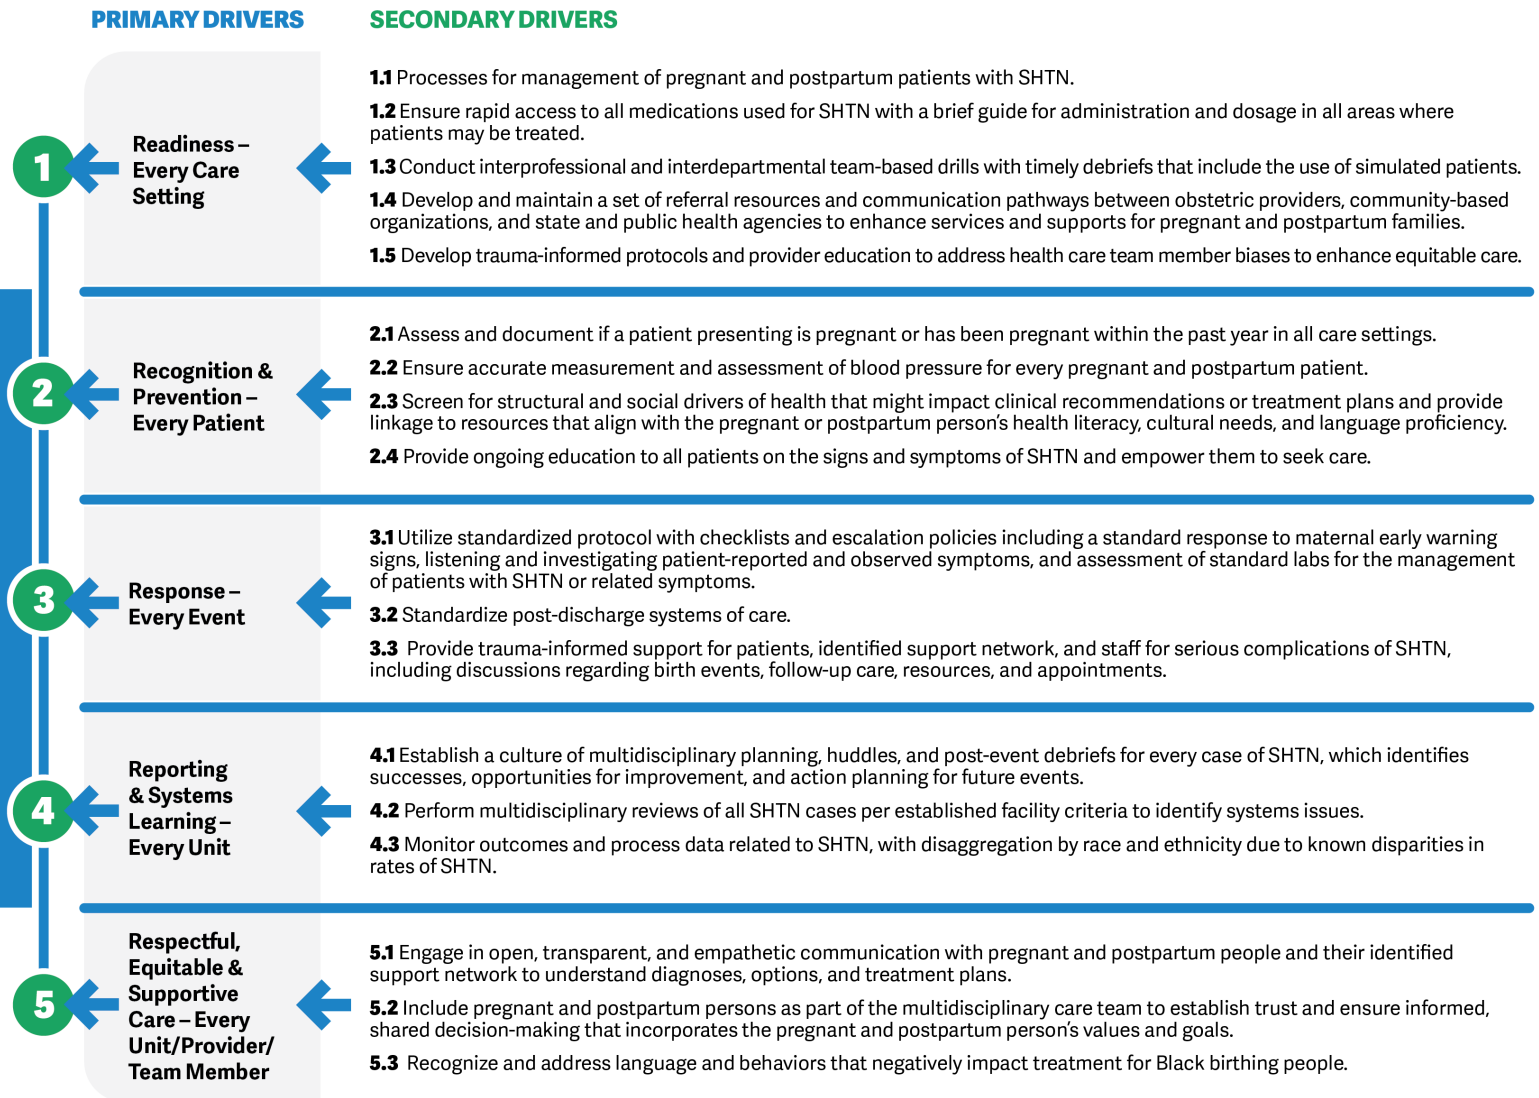 PRIMARY DRIVERS
SECONDARY DRIVERS
1
Readiness –
Every Care
Setting
1.1 Processes for management of pregnant and postpartum patients with SHTN.
1.2 Ensure rapid access to all medications used for SHTN with a brief guide for administration and dosage in all areas where
patients may be treated.
1.3 Conduct interprofessional and interdepartmental team-based drills with timely debriefs that include the use of simulated patients.
1.4 Develop and maintain a set of referral resources and communication pathways between obstetric providers, community-based
organizations, and state and public health agencies to enhance services and supports for pregnant and postpartum families.
1.5 Develop trauma-informed protocols and provider education to address health care team member biases to enhance equitable care.
2
Recognition &
Prevention –
Every Patient
2.1 Assess and document if a patient presenting is pregnant or has been pregnant within the past year in all care settings.
2.2 Ensure accurate measurement and assessment of blood pressure for every pregnant and postpartum patient.
2.3 Screen for structural and social drivers of health that might impact clinical recommendations or treatment plans and provide
linkage to resources that align with the pregnant or postpartum person's health literacy, cultural needs, and language proficiency.
2.4 Provide ongoing education to all patients on the signs and symptoms of SHTN and empower them to seek care.
3
Response –
Every Event
3.1 Utilize standardized protocol with checklists and escalation policies including a standard response to maternal early warning
signs, listening and investigating patient-reported and observed symptoms, and assessment of standard labs for the management
of patients with SHTN or related symptoms.
3.2 Standardize post-discharge systems of care.
3.3 Provide trauma-informed support for patients, identified support network, and staff for serious complications of SHTN,
including discussions regarding birth events, follow-up care, resources, and appointments.
4
Reporting
& Systems
Learning –
Every Unit
4.1 Establish a culture of multidisciplinary planning, huddles, and post-event debriefs for every case of SHTN, which identifies
successes, opportunities for improvement, and action planning for future events.
4.2 Perform multidisciplinary reviews of all SHTN cases per established facility criteria to identify systems issues.
4.3 Monitor outcomes and process data related to SHTN, with disaggregation by race and ethnicity due to known disparities in
rates of SHTN.
5
Respectful,
Equitable &
Supportive
Care – Every
Unit/Provider/
Team Member
5.1 Engage in open, transparent, and empathetic communication with pregnant and postpartum people and their identified
support network to understand diagnoses, options, and treatment plans.
5.2 Include pregnant and postpartum persons as part of the multidisciplinary care team to establish trust and ensure informed,
shared decision-making that incorporates the pregnant and postpartum person's values and goals.
5.3 Recognize and address language and behaviors that negatively impact treatment for Black birthing people.